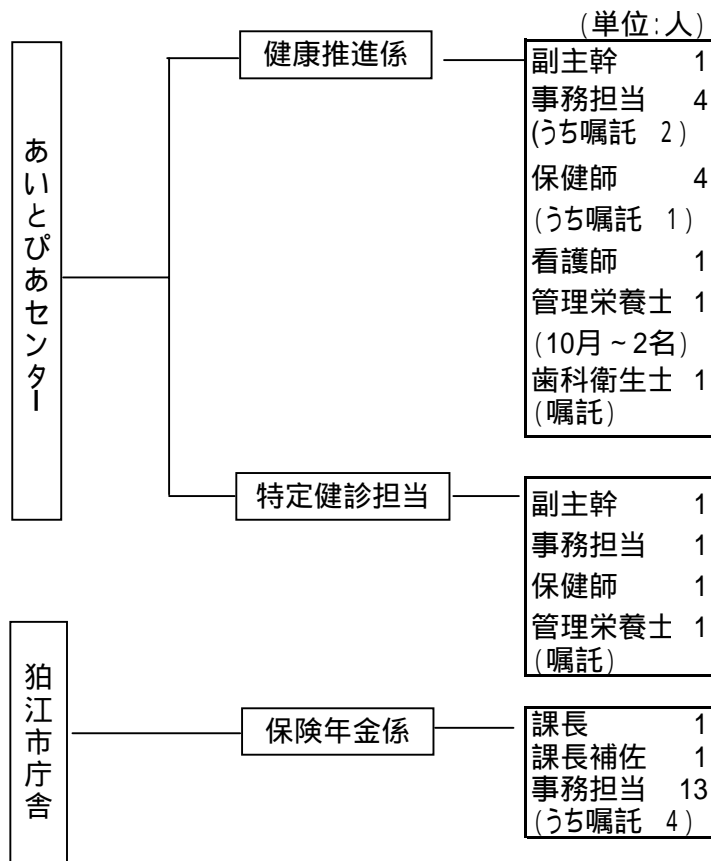 (単位:人)
あいとぴあセンター
健康推進係
副主幹 1
事務担当 4
(うち嘱託 2)
保健師 4
(うち嘱託 1)
看護師 1
管理栄養士 1
(10月~2名)
歯科衛生士 1
(嘱託)
特定健診担当
副主幹 1
事務担当 1
保健師 1
管理栄養士 1
(嘱託)
狛江市庁舎
保険年金係
課長 1
課長補佐 1
事務担当 13
(うち嘱託 4)